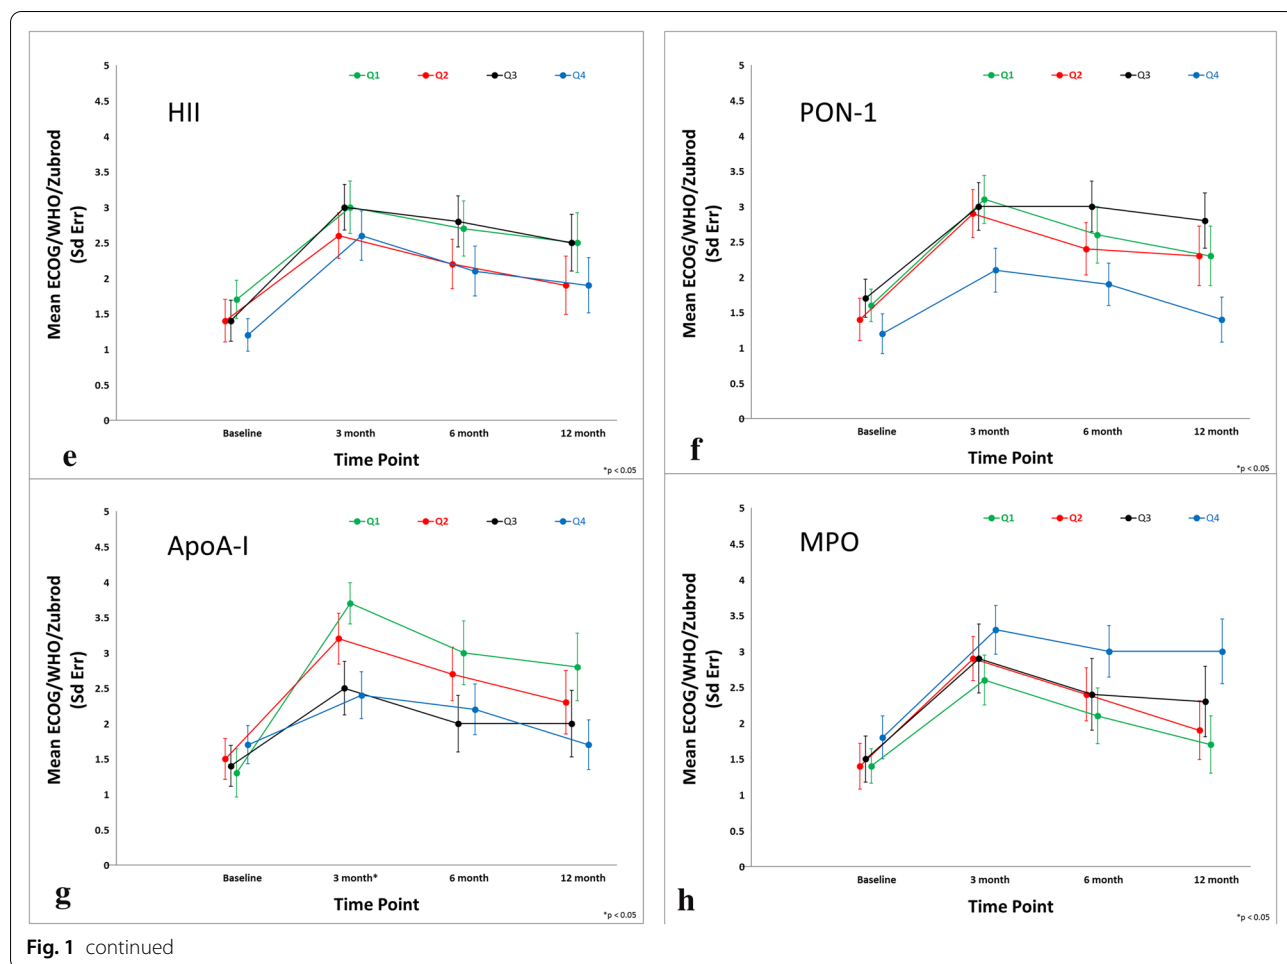 Q1 Q2 Q3 Q4
HII
Mean ECOG/WHO/Zubrod
(Sd Err)
5
4.5
4
3.5
3
2.5
2
1.5
1
0.5
0
Baseline 3 month 6 month 12 month
Time Point
e
*p < 0.05
Q1 Q2 Q3 Q4
PON-1
Mean ECOG/WHO/Zubrod
(Sd Err)
5
4.5
4
3.5
3
2.5
2
1.5
1
0.5
0
Baseline 3 month 6 month 12 month
Time Point
f
*p < 0.05
Q1 Q2 Q3 Q4
ApoA-I
Mean ECOG/WHO/Zubrod
(Sd Err)
5
4.5
4
3.5
3
2.5
2
1.5
1
0.5
0
Baseline 3 month* 6 month 12 month
Time Point
g
*p < 0.05
Q1 Q2 Q3 Q4
MPO
Mean ECOG/WHO/Zubrod
(Sd Err)
5
4.5
4
3.5
3
2.5
2
1.5
1
0.5
0
Baseline 3 month 6 month 12 month
Time Point
h
*p < 0.05
Fig. 1 continued